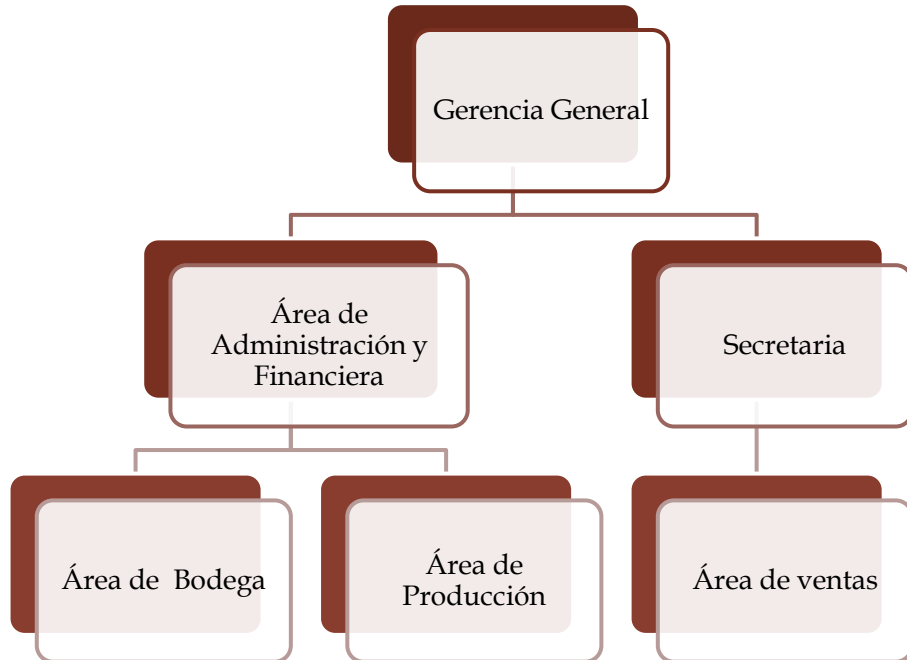 Gerencia General
Área de
Administración y
Financiera
Secretaria
Área de  Bodega
Área de
Producción
Área de ventas